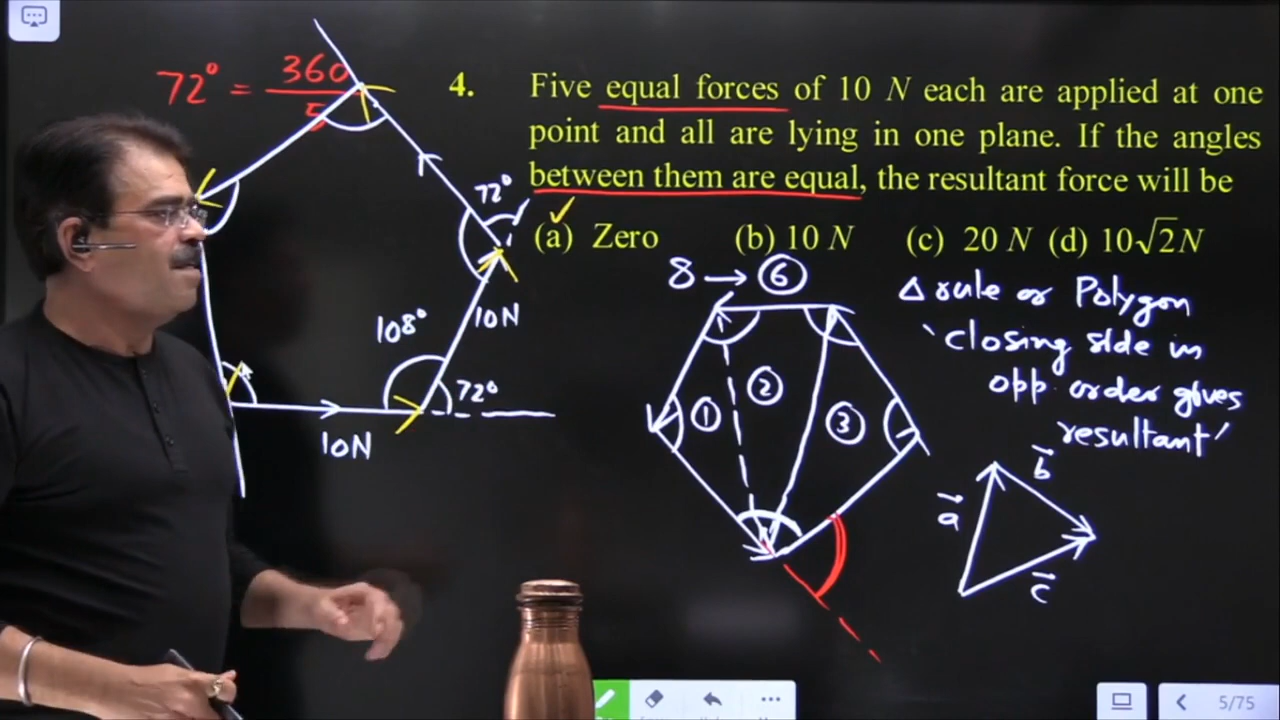 72° = 360/5
4. Five equal forces of 10 N each are applied at one
point and all are lying in one plane. If the angles
between them are equal, the resultant force will be
(a) Zero (b) 10 N (c) 20 N (d) 10√2N
72°
108°
10N
72°
10N
8 → ⑥
①
②
③
Δ rule or Polygon
'closing side in
opp. order gives
resultant'
a⃗
b⃗
c⃗
5/75